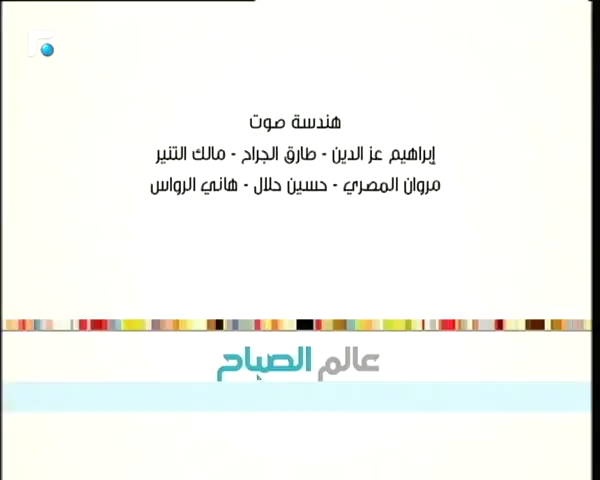 هندسة صوت
إبراهيم عز الدين - طارق الجراح - مالك التنير
مروان المصري - حسين حلال - هاني الرواس
عالم الصباح